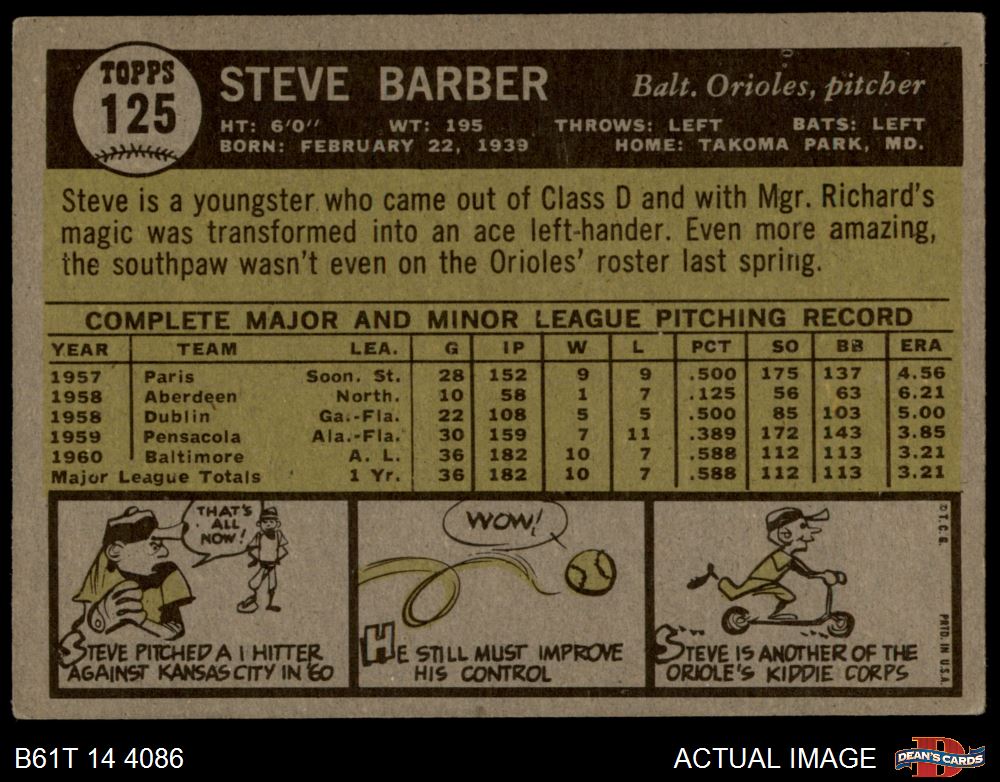 TOPPS
125
STEVE BARBER
Balt. Orioles, pitcher
HT: 6'0" WT: 195 THROWS: LEFT BATS: LEFT
BORN: FEBRUARY 22, 1939 HOME: TAKOMA PARK, MD.
Steve is a youngster who came out of Class D and with Mgr. Richard's
magic was transformed into an ace left-hander. Even more amazing,
the southpaw wasn't even on the Orioles' roster last spring.
COMPLETE MAJOR AND MINOR LEAGUE PITCHING RECORD
YEAR TEAM LEA. G IP W L PCT SO BB ERA
1957 Paris Soon. St. 28 152 9 9 .500 175 137 4.56
1958 Aberdeen North. 10 58 1 7 .125 56 63 6.21
1958 Dublin Ga.-Fla. 22 108 5 5 .500 85 103 5.00
1959 Pensacola Ala.-Fla. 30 159 7 11 .389 172 143 3.85
1960 Baltimore A. L. 36 182 10 7 .588 112 113 3.21
Major League Totals 1 Yr. 36 182 10 7 .588 112 113 3.21
THAT'S
ALL
NOW!
STEVE PITCHED A 1 HITTER
AGAINST KANSAS CITY IN '60
WOW!
HE STILL MUST IMPROVE
HIS CONTROL
STEVE IS ANOTHER OF THE
ORIOLE'S KIDDIE CORPS
© T. C. G.
PRTD. IN U.S.A.
B61T 14 4086
ACTUAL IMAGE
DEAN'S CARDS